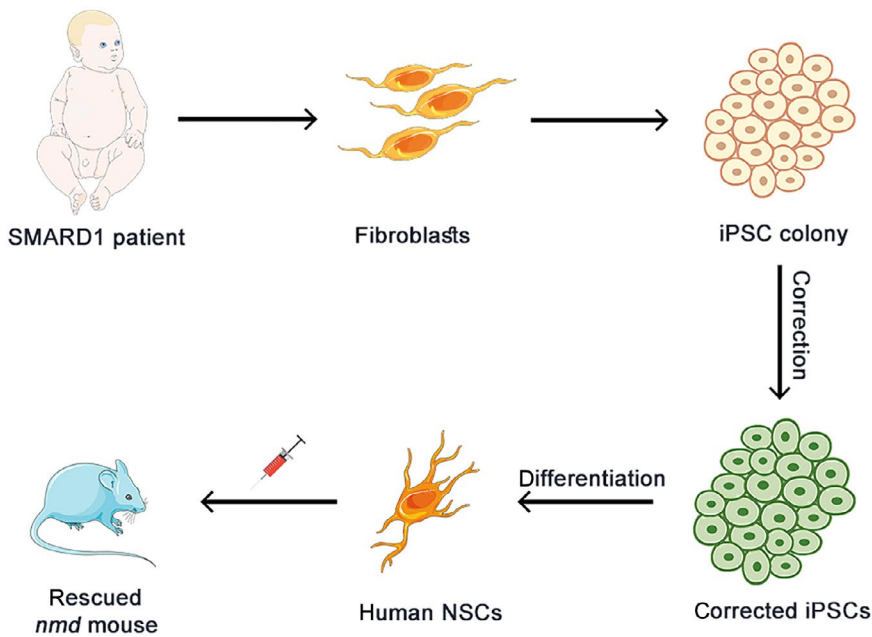 SMARD1 patient
Fibroblasts
iPSC colony
Correction
Differentiation
Corrected iPSCs
Human NSCs
Rescued
nmd mouse